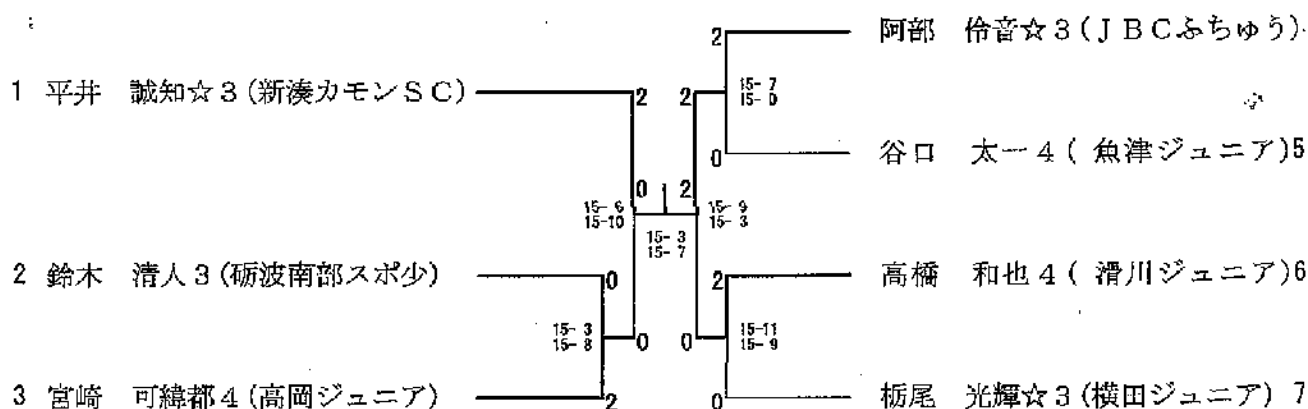 阿部 伶音☆3(JBCふちゅう)
2
1 平井 誠知☆3(新湊カモンSC)
2 2
15- 7
15- 0
0
谷口 太一4( 魚津ジュニア)5
0 2
15- 6
15-10
15- 9
15- 3
15- 3
15- 7
2 鈴木 清人3(砺波南部スポ少)
0 2
高橋 和也4( 滑川ジュニア)6
15- 3
15- 8
0 0
15-11
15- 9
3 宮崎 可緯都4(高岡ジュニア)
2 0
栃尾 光輝☆3(横田ジュニア) 7